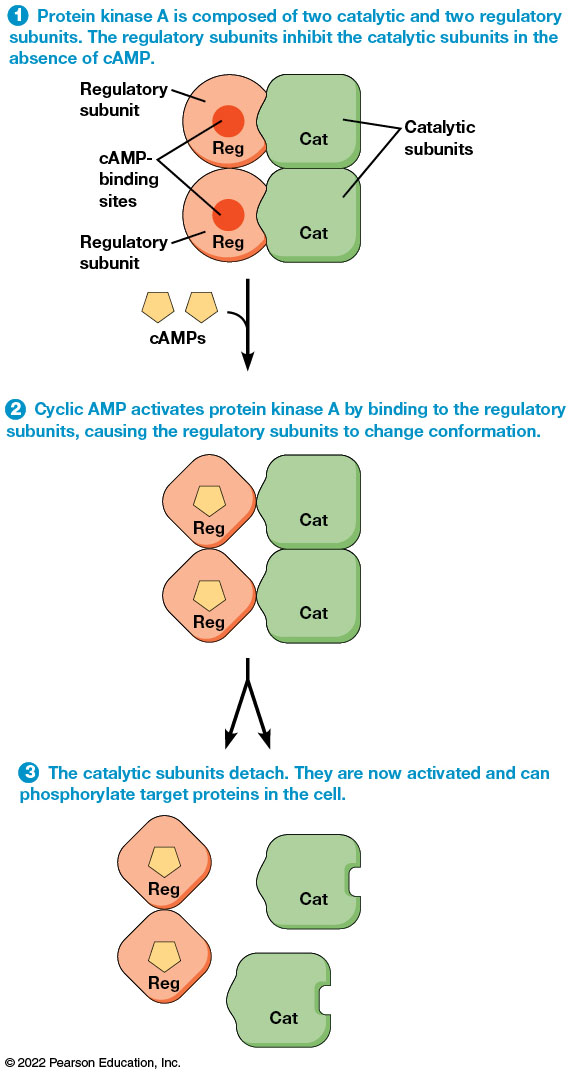 1 Protein kinase A is composed of two catalytic and two regulatory
subunits. The regulatory subunits inhibit the catalytic subunits in the
absence of cAMP.
Regulatory
subunit
Reg
Cat
Catalytic
subunits
cAMP-
binding
sites
Reg
Cat
Regulatory
subunit
cAMPs
2 Cyclic AMP activates protein kinase A by binding to the regulatory
subunits, causing the regulatory subunits to change conformation.
Reg
Cat
Reg
Cat
3 The catalytic subunits detach. They are now activated and can
phosphorylate target proteins in the cell.
Reg
Cat
Reg
Cat
© 2022 Pearson Education, Inc.